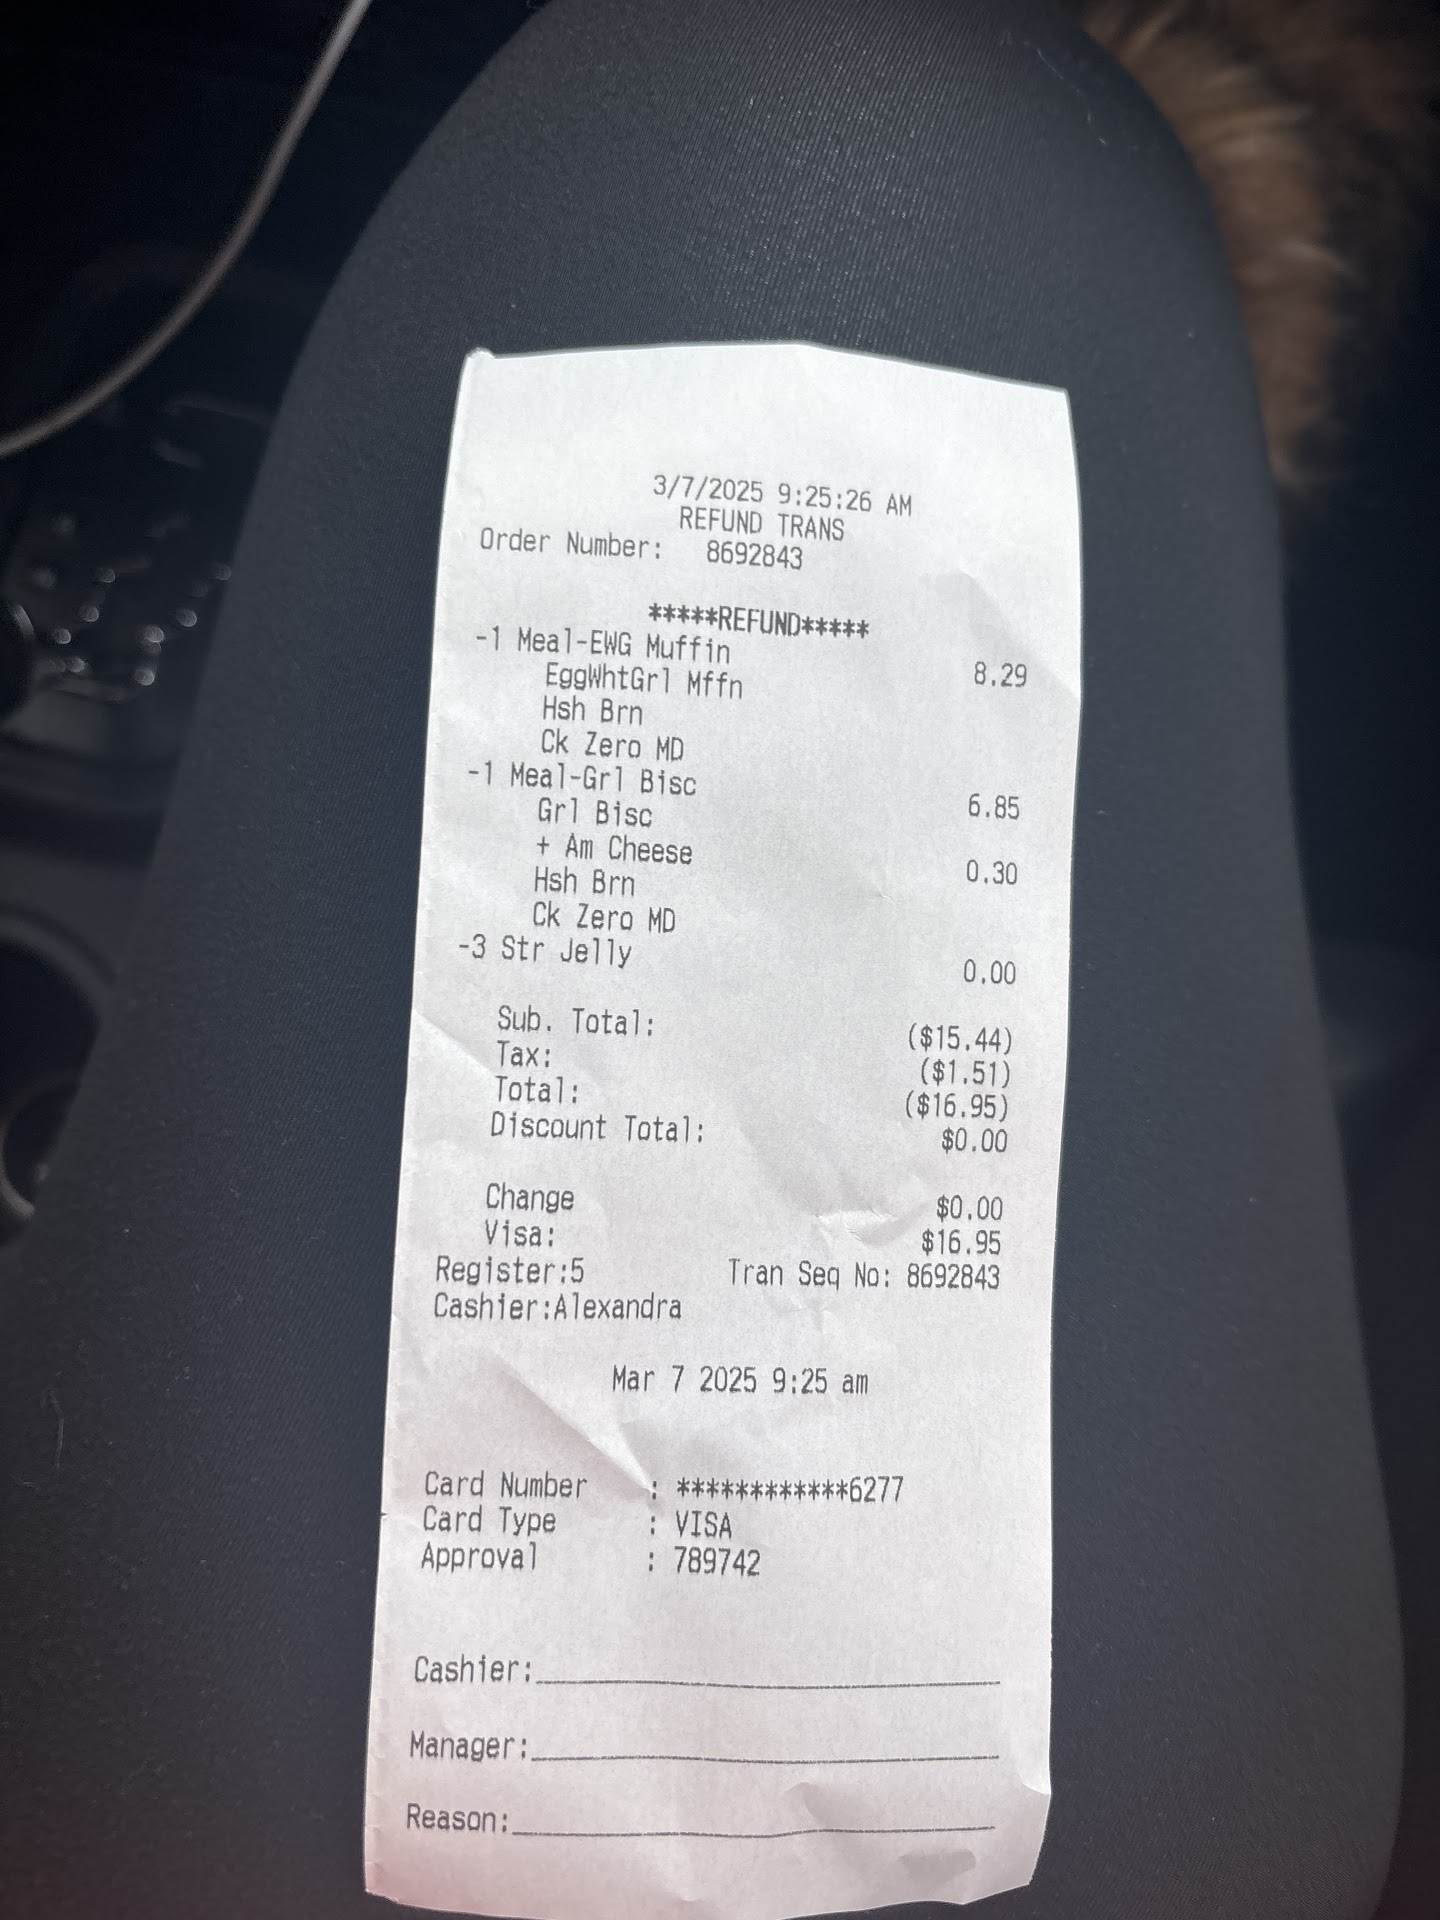 3/7/2025 9:25:26 AM
REFUND TRANS
Order Number: 8692843
*****REFUND*****
-1 Meal-EWG Muffin 8.29
EggWhtGrl Mffn
Hsh Brn
Ck Zero MD
-1 Meal-Grl Bisc 6.85
Grl Bisc
+ Am Cheese 0.30
Hsh Brn
Ck Zero MD
-3 Str Jelly 0.00
Sub. Total: ($15.44)
Tax: ($1.51)
Total: ($16.95)
Discount Total: $0.00
Change $0.00
Visa: $16.95
Register:5 Tran Seq No: 8692843
Cashier:Alexandra
Mar 7 2025 9:25 am
Card Number : ************6277
Card Type : VISA
Approval : 789742
Cashier:
Manager:
Reason: